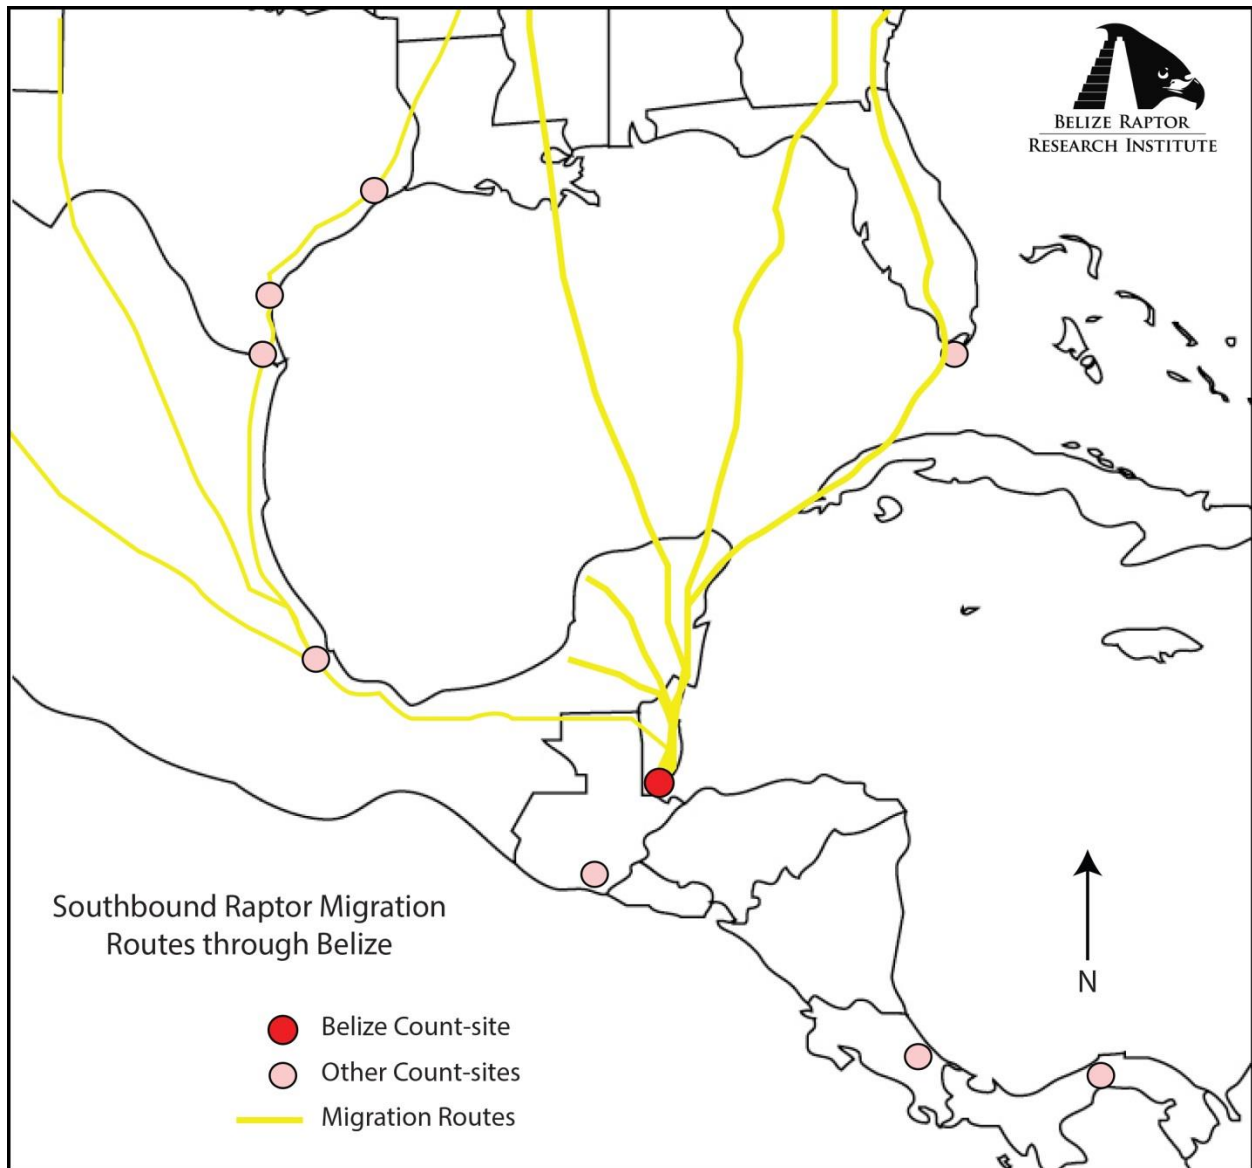 BELIZE RAPTOR
RESEARCH INSTITUTE
N
Southbound Raptor Migration
Routes through Belize
Belize Count-site
Other Count-sites
Migration Routes